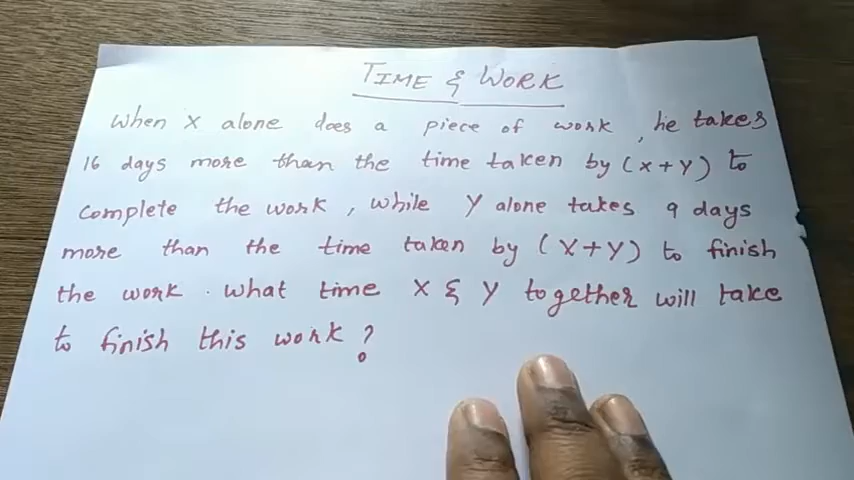 TIME & WORK
When X alone does a piece of work, he takes
16 days more than the time taken by (X+Y) to
complete the work, while Y alone takes 9 days
more than the time taken by (X+Y) to finish
the work. What time X & Y together will take
to finish this work?